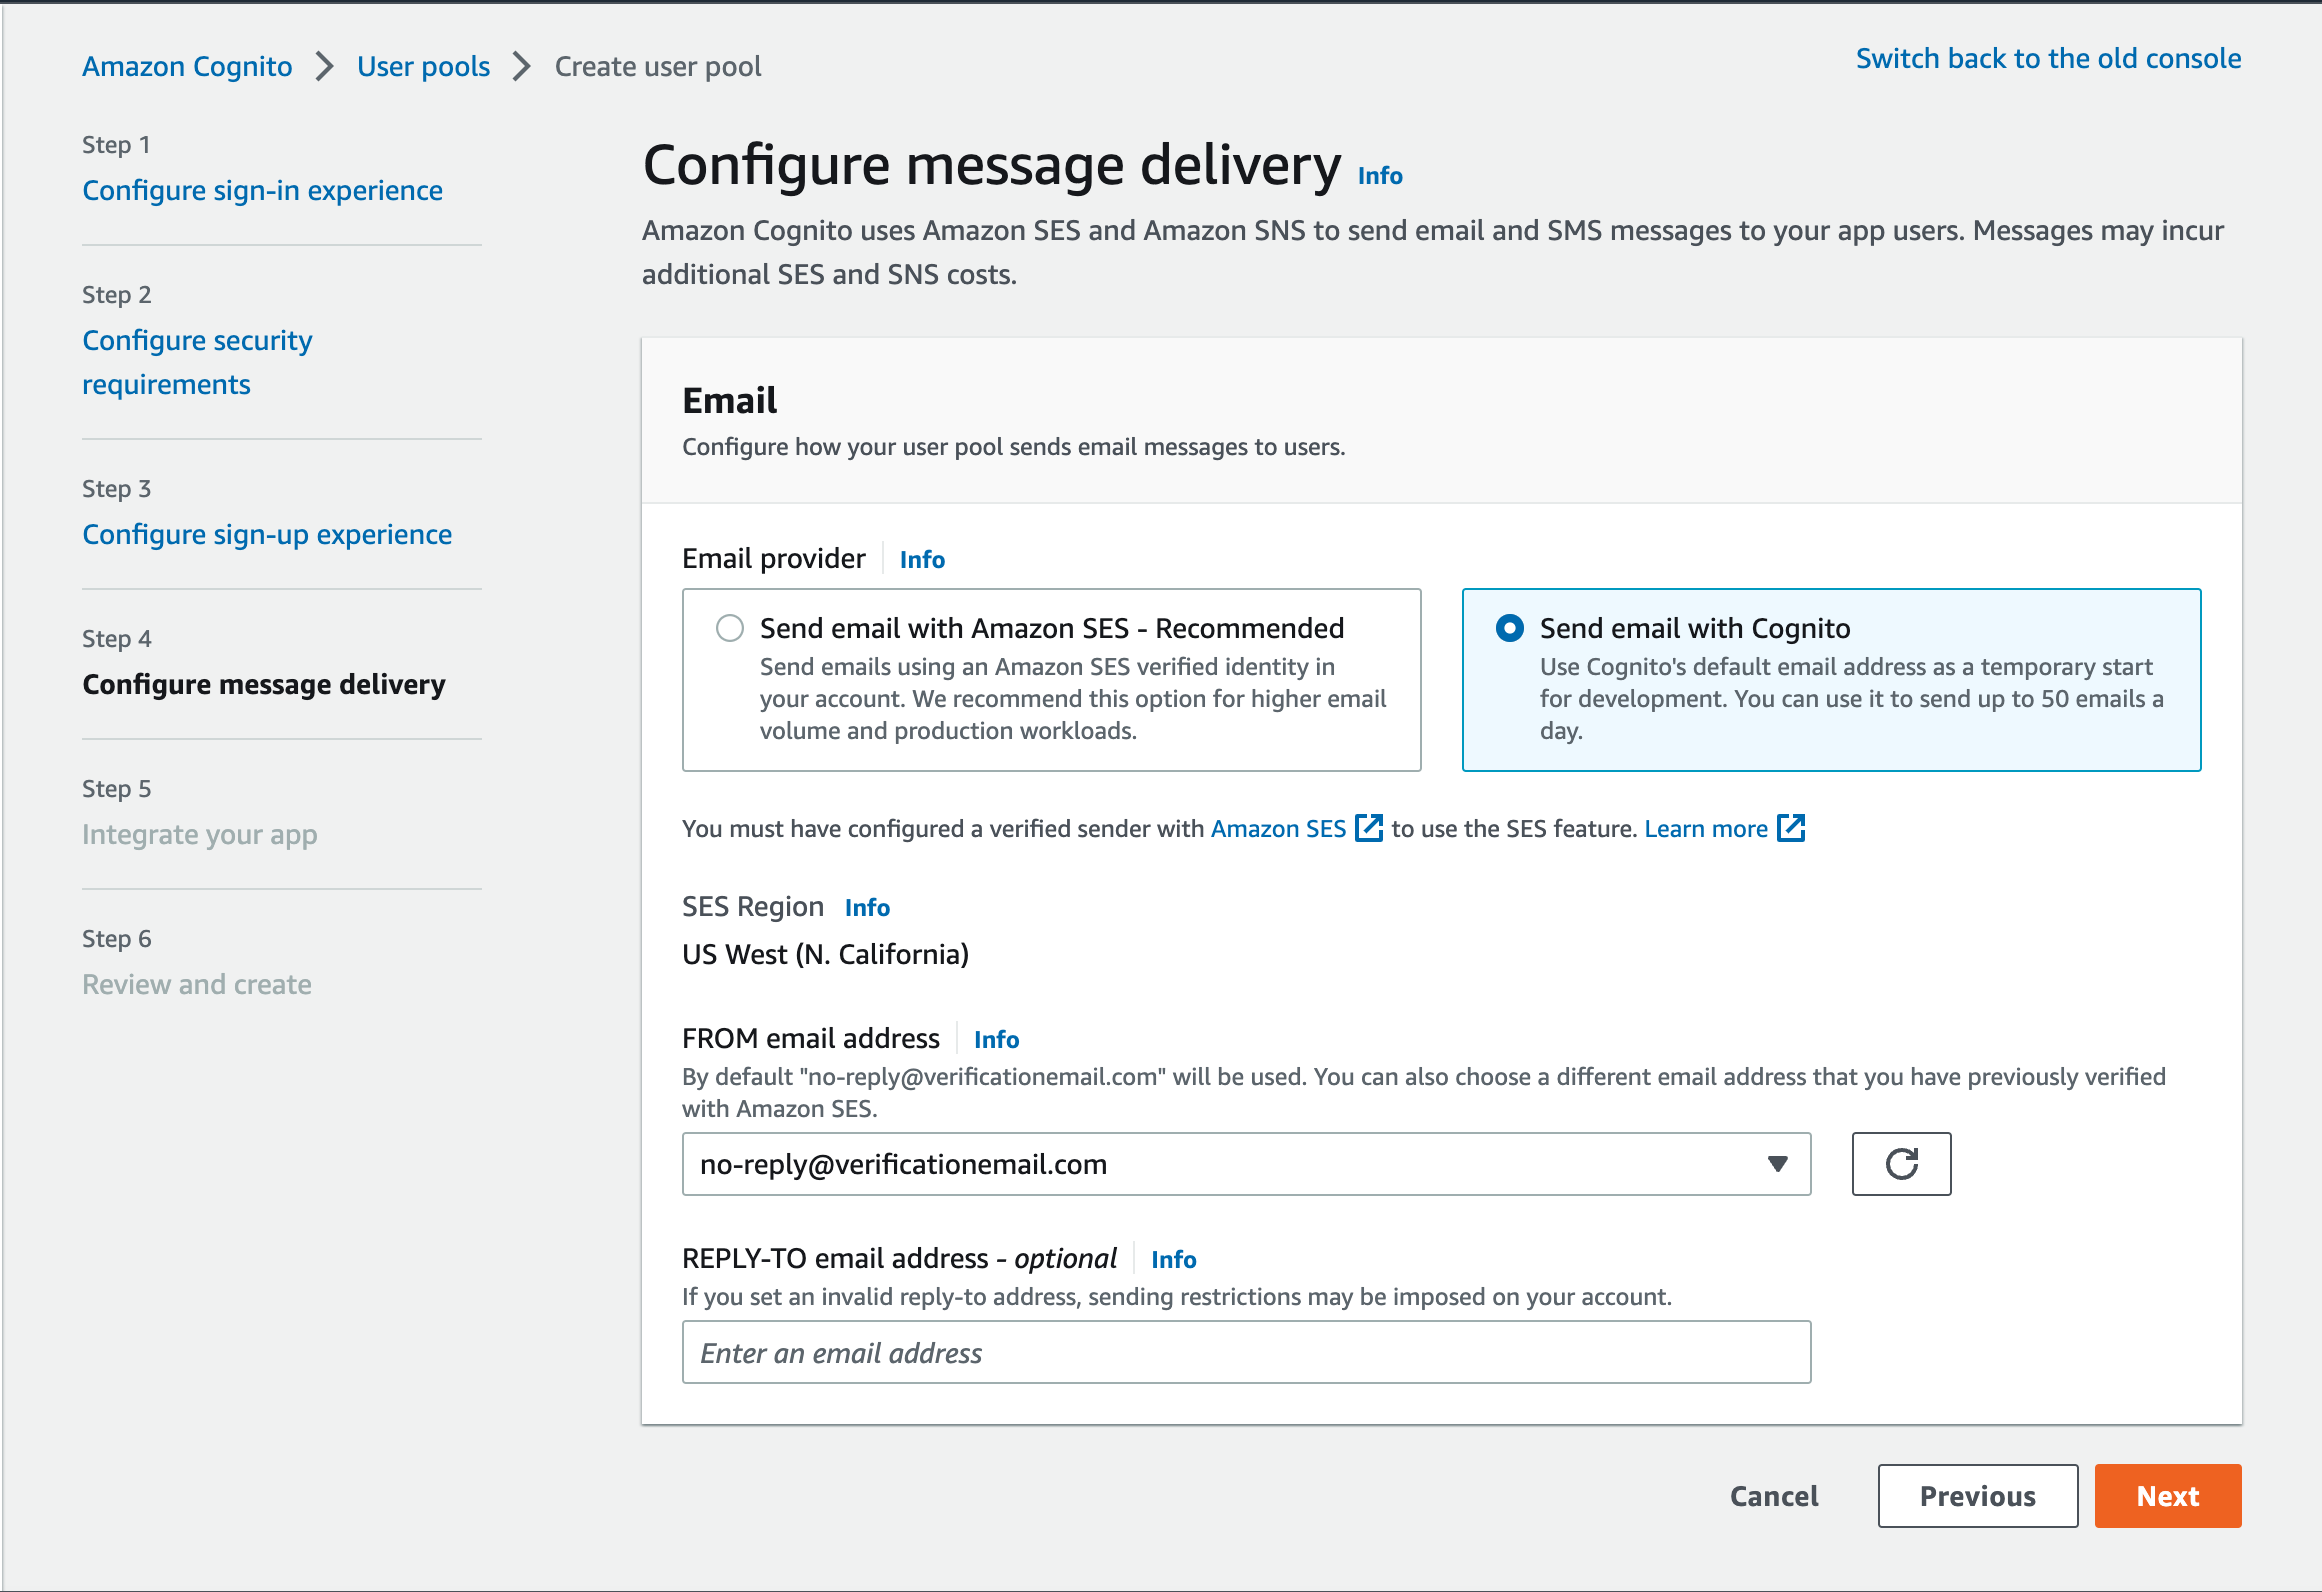 Amazon Cognito
User pools
Create user pool
Switch back to the old console
Step 1
Configure sign-in experience
Step 2
Configure security
requirements
Step 3
Configure sign-up experience
Step 4
Configure message delivery
Step 5
Integrate your app
Step 6
Review and create
Configure message delivery Info
Amazon Cognito uses Amazon SES and Amazon SNS to send email and SMS messages to your app users. Messages may incur
additional SES and SNS costs.
Email
Configure how your user pool sends email messages to users.
Email provider Info
Send email with Amazon SES - Recommended
Send emails using an Amazon SES verified identity in
your account. We recommend this option for higher email
volume and production workloads.
Send email with Cognito
Use Cognito's default email address as a temporary start
for development. You can use it to send up to 50 emails a
day.
You must have configured a verified sender with Amazon SES to use the SES feature. Learn more
SES Region Info
US West (N. California)
FROM email address Info
By default "no-reply@verificationemail.com" will be used. You can also choose a different email address that you have previously verified
with Amazon SES.
no-reply@verificationemail.com
REPLY-TO email address - optional Info
If you set an invalid reply-to address, sending restrictions may be imposed on your account.
Enter an email address
Cancel
Previous
Next